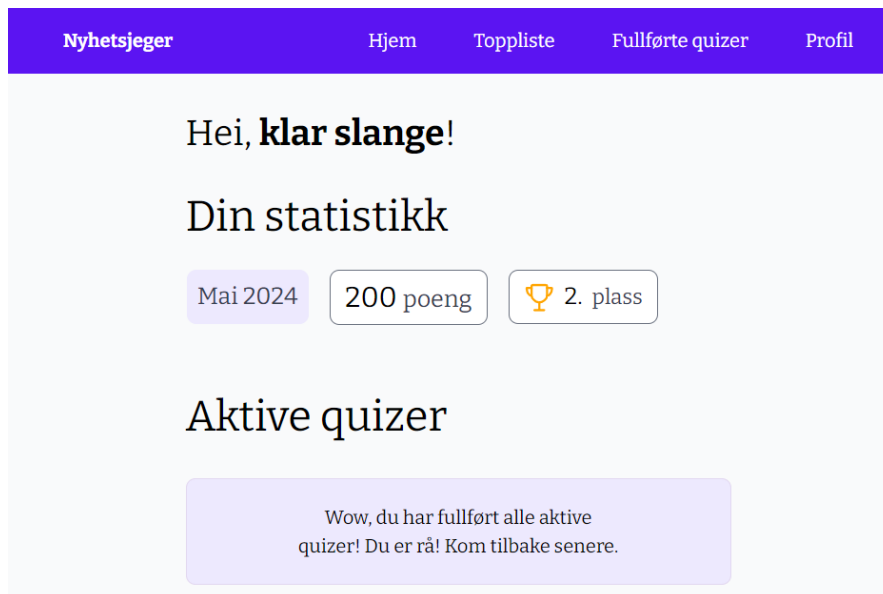 Nyhetsjeger Hjem Toppliste Fullførte quizer Profil
Hei, klar slange!
Din statistikk
Mai 2024 200 poeng 2. plass
Aktive quizer
Wow, du har fullført alle aktive
quizer! Du er rå! Kom tilbake senere.